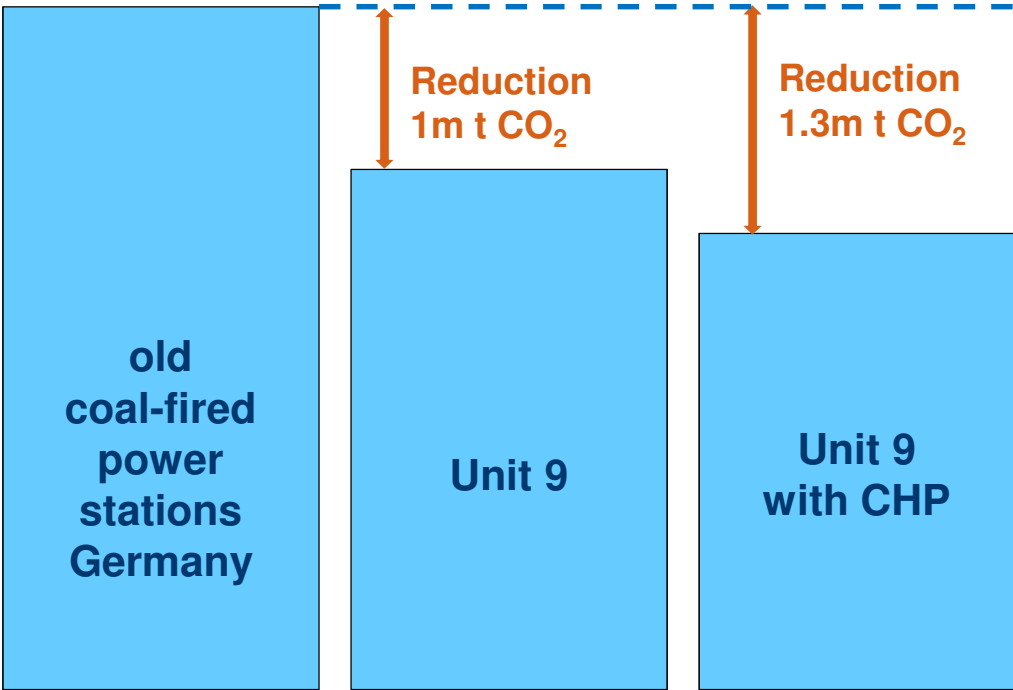 Reduction
1m t CO₂
Reduction
1.3m t CO₂
old
coal-fired
power
stations
Germany
Unit 9
Unit 9
with CHP